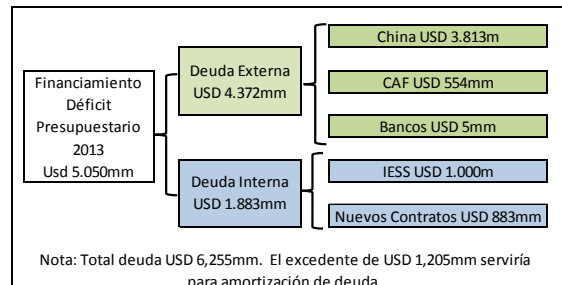 Financiamiento
Déficit
Presupuestario
2013
Usd 5.050mm
Deuda Externa
USD 4.372mm
China USD 3.813m
CAF USD 554mm
Bancos USD 5mm
Deuda Interna
USD 1.883mm
IESS USD 1.000m
Nuevos Contratos USD 883mm
Nota: Total deuda USD 6,255mm. El excedente de USD 1,205mm serviría
para amortización de deuda